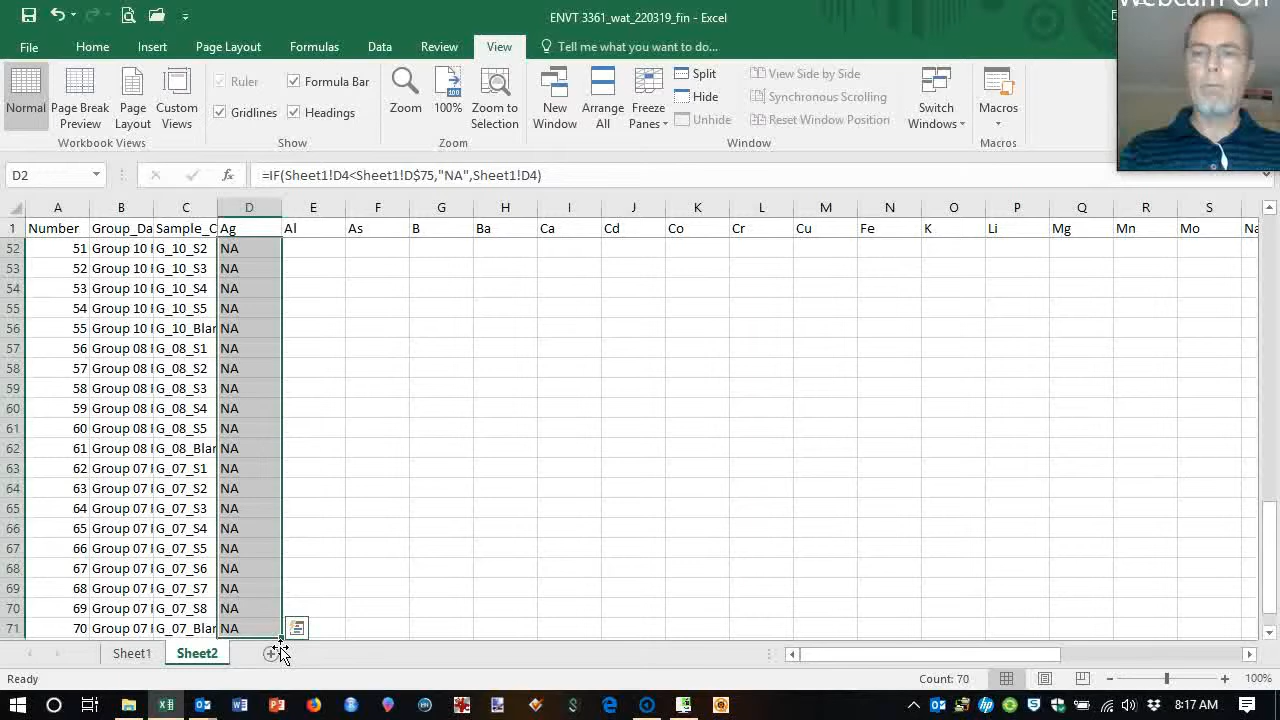 Webcam On
ENVT 3361_wat_220319_fin - Excel
File Home Insert Page Layout Formulas Data Review View Tell me what you want to do...
Normal Page Break Preview Page Layout Custom Views
Ruler Formula Bar
Gridlines Headings
Zoom 100% Zoom to Selection
New Window Arrange All Freeze Panes
Split
Hide
Unhide
View Side by Side
Synchronous Scrolling
Reset Window Position
Switch Windows
Macros
Workbook Views Show Zoom Window Macros
D2 fx =IF(Sheet1!D4<Sheet1!D$75,"NA",Sheet1!D4)
A B C D E F G H I J K L M N O P Q R S
1 Number Group_Da Sample_C Ag Al As B Ba Ca Cd Co Cr Cu Fe K Li Mg Mn Mo Na
52 51 Group 10 F G_10_S2 NA
53 52 Group 10 F G_10_S3 NA
54 53 Group 10 F G_10_S4 NA
55 54 Group 10 F G_10_S5 NA
56 55 Group 10 F G_10_Blar NA
57 56 Group 08 F G_08_S1 NA
58 57 Group 08 F G_08_S2 NA
59 58 Group 08 F G_08_S3 NA
60 59 Group 08 F G_08_S4 NA
61 60 Group 08 F G_08_S5 NA
62 61 Group 08 F G_08_Blar NA
63 62 Group 07 F G_07_S1 NA
64 63 Group 07 F G_07_S2 NA
65 64 Group 07 F G_07_S3 NA
66 65 Group 07 F G_07_S4 NA
67 66 Group 07 F G_07_S5 NA
68 67 Group 07 F G_07_S6 NA
69 68 Group 07 F G_07_S7 NA
70 69 Group 07 F G_07_S8 NA
71 70 Group 07 F G_07_Blar NA
Sheet1 Sheet2
Ready Count: 70 100%
8:17 AM